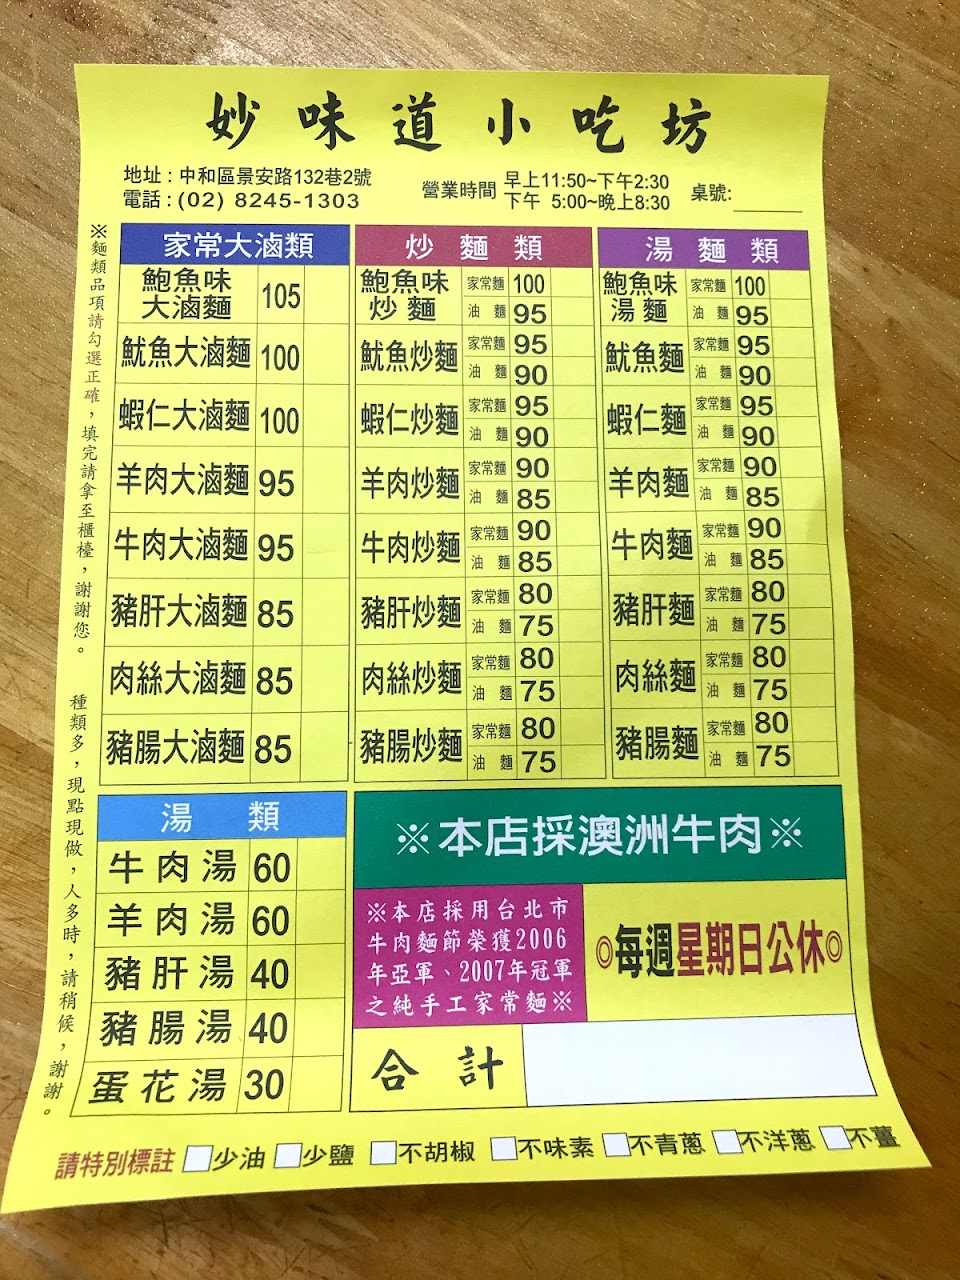 妙味道小吃坊
地址:中和區景安路132巷2號
電話:(02) 8245-1303
營業時間 早上11:50~下午2:30
下午 5:00~晚上8:30
桌號:
※麵類品項請勾選正確,填完請拿至櫃檯,謝謝您。
種類多,現點現做,人多時,請稍候,謝謝。
家常大滷類
鮑魚味大滷麵 105
魷魚大滷麵 100
蝦仁大滷麵 100
羊肉大滷麵 95
牛肉大滷麵 95
豬肝大滷麵 85
肉絲大滷麵 85
豬腸大滷麵 85
炒麵類
鮑魚味炒麵 家常麵 100
油麵 95
魷魚炒麵 家常麵 95
油麵 90
蝦仁炒麵 家常麵 95
油麵 90
羊肉炒麵 家常麵 90
油麵 85
牛肉炒麵 家常麵 90
油麵 85
豬肝炒麵 家常麵 80
油麵 75
肉絲炒麵 家常麵 80
油麵 75
豬腸炒麵 家常麵 80
油麵 75
湯麵類
鮑魚味湯麵 家常麵 100
油麵 95
魷魚麵 家常麵 95
油麵 90
蝦仁麵 家常麵 95
油麵 90
羊肉麵 家常麵 90
油麵 85
牛肉麵 家常麵 90
油麵 85
豬肝麵 家常麵 80
油麵 75
肉絲麵 家常麵 80
油麵 75
豬腸麵 家常麵 80
油麵 75
湯類
牛肉湯 60
羊肉湯 60
豬肝湯 40
豬腸湯 40
蛋花湯 30
※本店採澳洲牛肉※
※本店採用台北市
牛肉麵節榮獲2006
年亞軍、2007年冠軍
之純手工家常麵※
◎每週星期日公休◎
合計
請特別標註 □少油 □少鹽 □不胡椒 □不味素 □不青蔥 □不洋蔥 □不薑